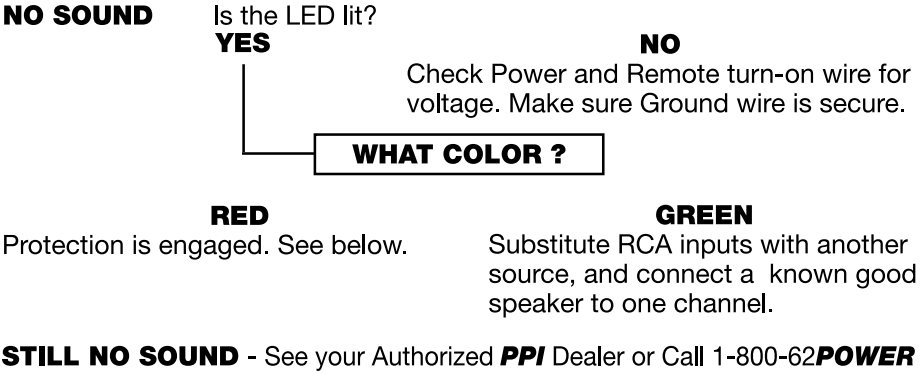 NO SOUND Is the LED lit?
YES
NO
Check Power and Remote turn-on wire for
voltage. Make sure Ground wire is secure.
WHAT COLOR ?
RED
Protection is engaged. See below.
GREEN
Substitute RCA inputs with another
source, and connect a known good
speaker to one channel.
STILL NO SOUND - See your Authorized PPI Dealer or Call 1-800-62POWER